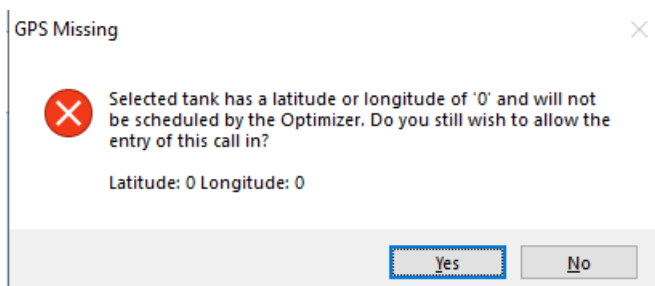 GPS Missing
Selected tank has a latitude or longitude of '0' and will not
be scheduled by the Optimizer. Do you still wish to allow the
entry of this call in?
Latitude: 0 Longitude: 0
Yes
No